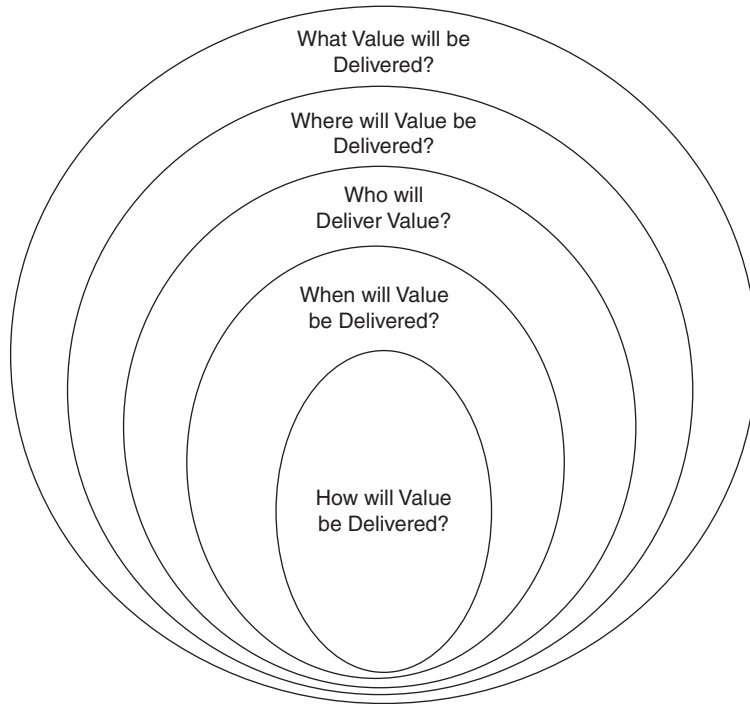 What Value will be
Delivered?
Where will Value be
Delivered?
Who will
Deliver Value?
When will Value
be Delivered?
How will Value
be Delivered?